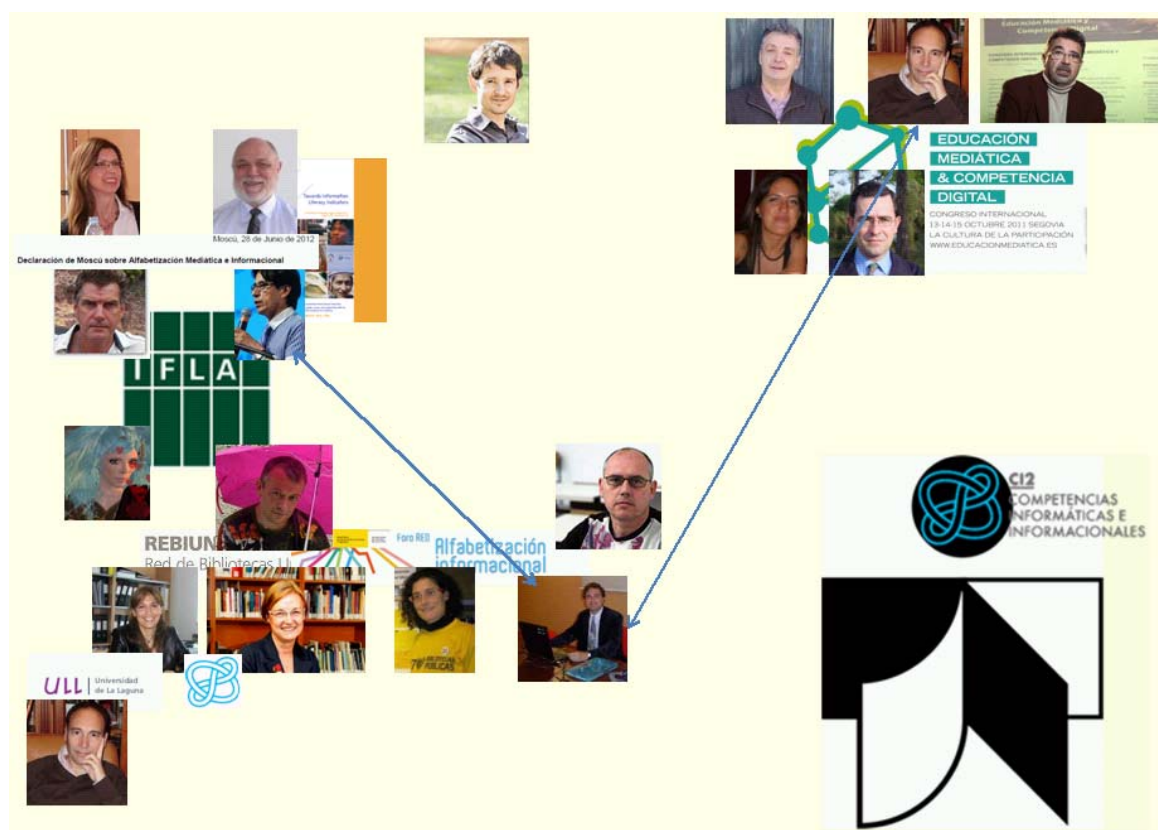 Educación Mediática y
Competencia Digital
EDUCACIÓN
MEDIÁTICA
& COMPETENCIA
DIGITAL
CONGRESO INTERNACIONAL
13-14-15 OCTUBRE 2011 SEGOVIA
LA CULTURA DE LA PARTICIPACIÓN
WWW.EDUCACIONMEDIATICA.ES
Towards Information
Literacy Indicators
Moscú, 28 de Junio de 2012
Declaración de Moscú sobre Alfabetización Mediática e Informacional
IFLA
CI2
COMPETENCIAS
INFORMÁTICAS E
INFORMACIONALES
REBIUN
Red de Bibliotecas U
Foro RED
Alfabetización
informacional
ULL Universidad
de La Laguna